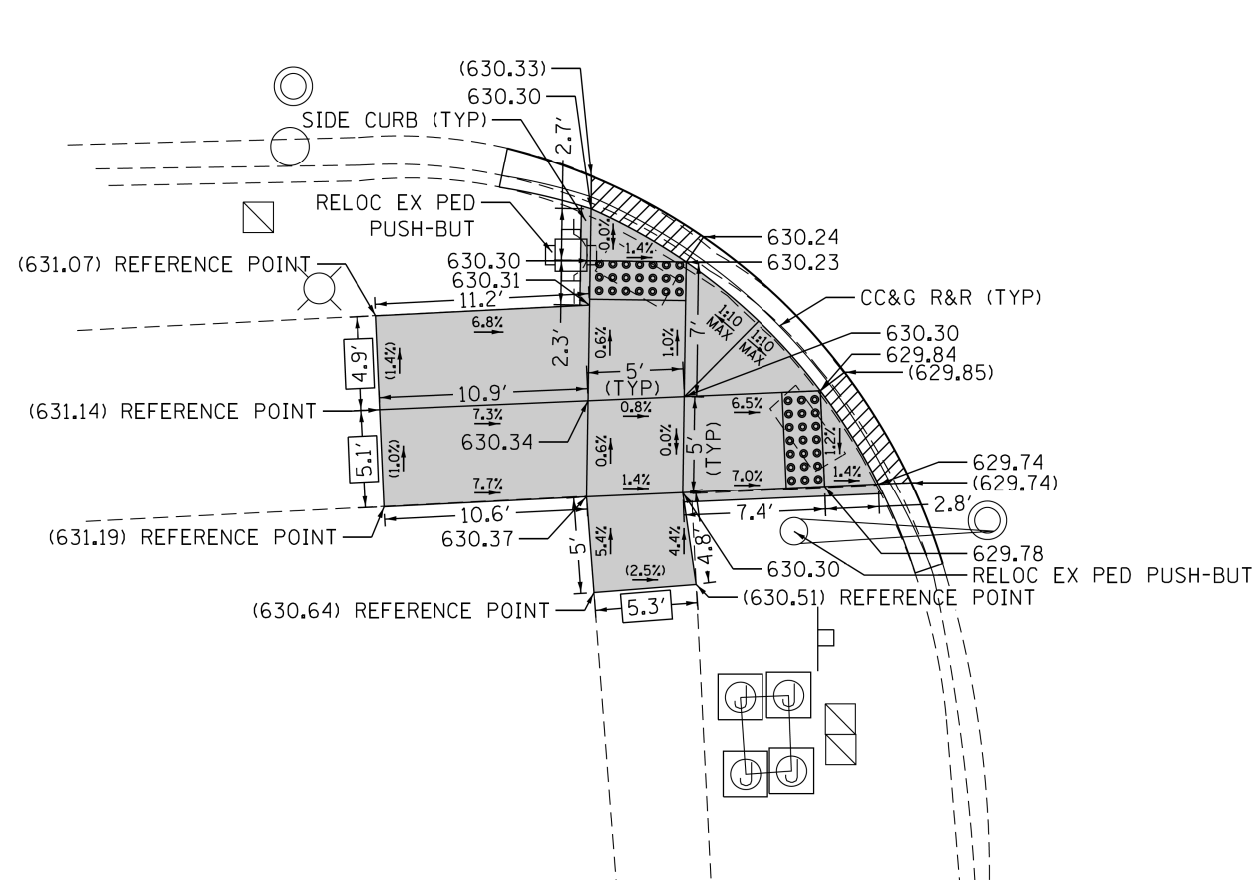 (630.33)
630.30
SIDE CURB (TYP)
2.7'
RELOC EX PED
PUSH-BUT
0.0%
1.4%
630.24
630.23
(631.07) REFERENCE POINT
630.30
630.31
11.2'
CC&G R&R (TYP)
6.8%
1:10
MAX
1:10
MAX
630.30
629.84
(629.85)
4.9'
(1.4%)
2.3'
0.6%
1.0%
7'
5'
(TYP)
10.9'
(631.14) REFERENCE POINT
7.3%
0.8%
6.5%
630.34
5.1'
(1.0%)
0.6%
0.0%
5'
(TYP)
1.2%
629.74
(629.74)
7.7%
1.4%
7.0%
1.4%
10.6'
7.4'
2.8'
(631.19) REFERENCE POINT
630.37
5'
5.4%
4.4%
4.8'
629.78
630.30
RELOC EX PED PUSH-BUT
(2.5%)
(630.64) REFERENCE POINT
5.3'
(630.51) REFERENCE POINT
J
J
J
J